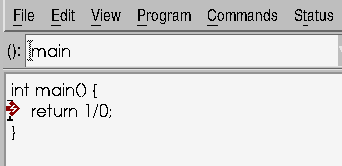 File Edit View Program Commands Status
(): main
int main() {
return 1/0;
}